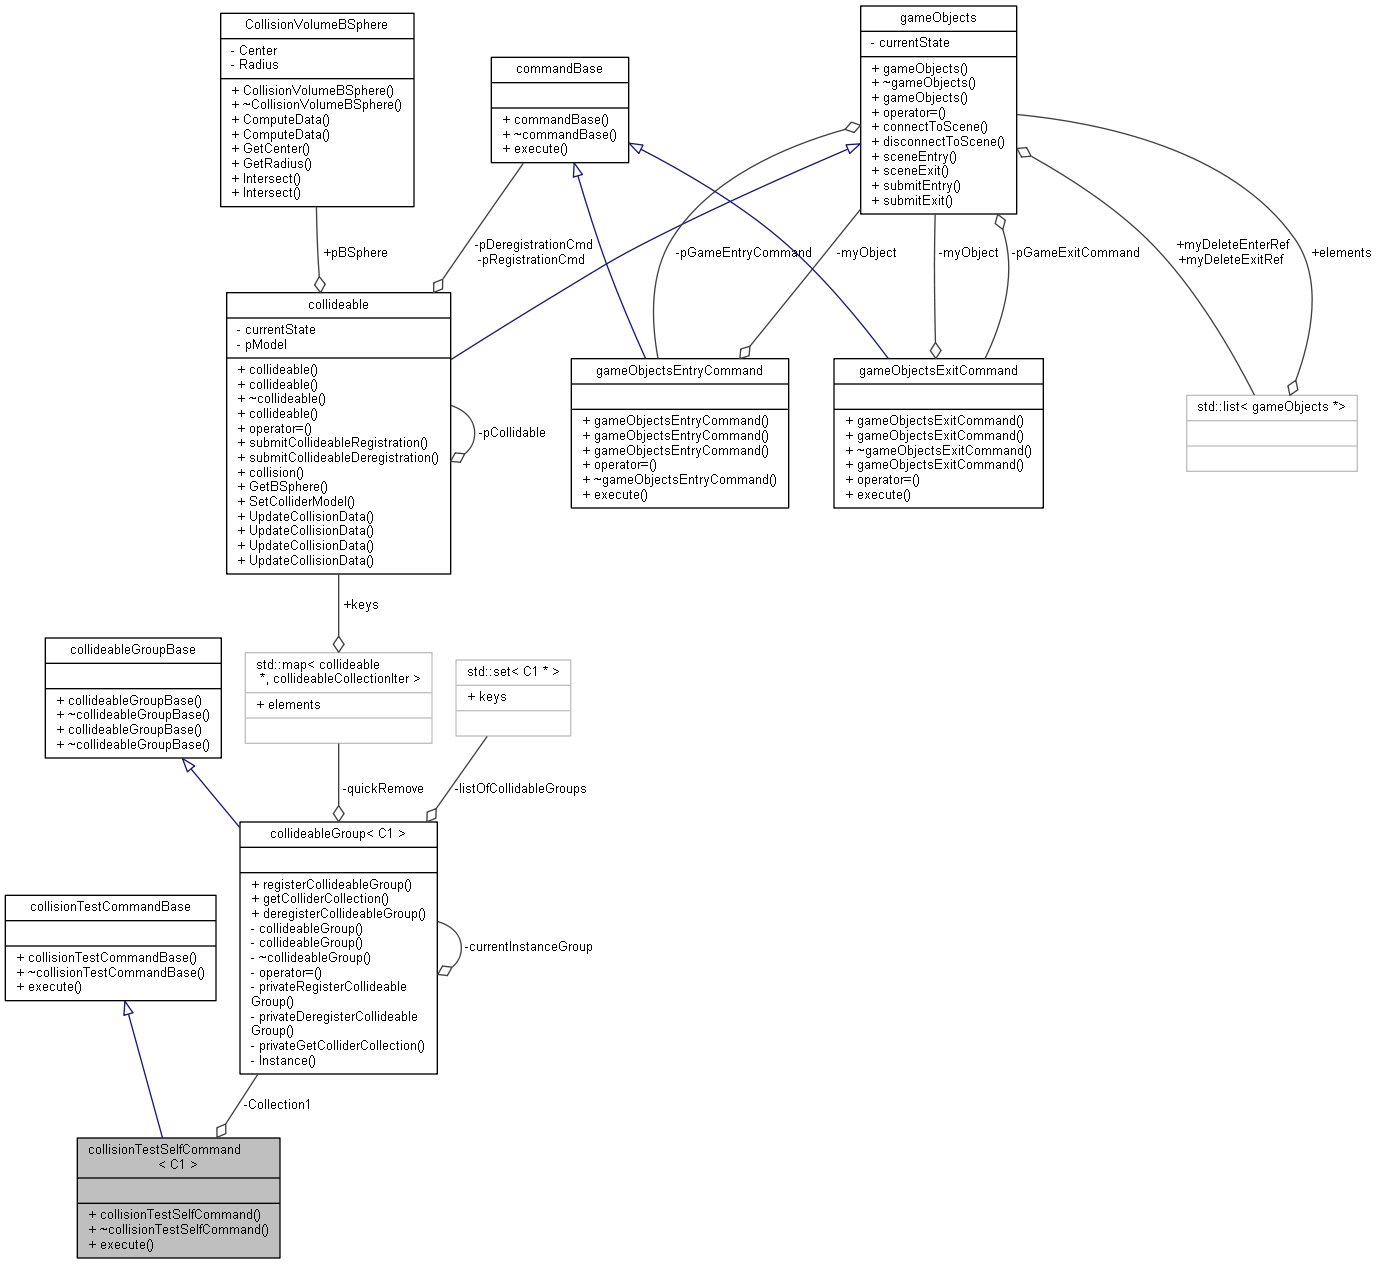 CollisionVolumeBSphere
- Center
- Radius
+ CollisionVolumeBSphere()
+ ~CollisionVolumeBSphere()
+ ComputeData()
+ ComputeData()
+ GetCenter()
+ GetRadius()
+ Intersect()
+ Intersect()
commandBase
+ commandBase()
+ ~commandBase()
+ execute()
gameObjects
- currentState
+ gameObjects()
+ ~gameObjects()
+ gameObjects()
+ operator=()
+ connectToScene()
+ disconnectToScene()
+ sceneEntry()
+ sceneExit()
+ submitEntry()
+ submitExit()
+pBSphere
-pDeregistrationCmd
-pRegistrationCmd
-pGameEntryCommand
-myObject
-myObject
-pGameExitCommand
+myDeleteEnterRef
+myDeleteExitRef
+elements
collideable
- currentState
- pModel
+ collideable()
+ collideable()
+ ~collideable()
+ collideable()
+ operator=()
+ submitCollideableRegistration()
+ submitCollideableDeregistration()
+ collision()
+ GetBSphere()
+ SetColliderModel()
+ UpdateCollisionData()
+ UpdateCollisionData()
+ UpdateCollisionData()
+ UpdateCollisionData()
-pCollidable
gameObjectsEntryCommand
+ gameObjectsEntryCommand()
+ gameObjectsEntryCommand()
+ gameObjectsEntryCommand()
+ operator=()
+ ~gameObjectsEntryCommand()
+ execute()
gameObjectsExitCommand
+ gameObjectsExitCommand()
+ gameObjectsExitCommand()
+ ~gameObjectsExitCommand()
+ gameObjectsExitCommand()
+ operator=()
+ execute()
std::list< gameObjects *>
+keys
collideableGroupBase
+ collideableGroupBase()
+ ~collideableGroupBase()
+ collideableGroupBase()
+ ~collideableGroupBase()
std::map< collideable
*, collideableCollectionIter >
+ elements
std::set< C1 * >
+ keys
-quickRemove
-listOfCollidableGroups
collideableGroup< C1 >
+ registerCollideableGroup()
+ getColliderCollection()
+ deregisterCollideableGroup()
- collideableGroup()
- collideableGroup()
- ~collideableGroup()
- operator=()
- privateRegisterCollideable
Group()
- privateDeregisterCollideable
Group()
- privateGetColliderCollection()
- Instance()
-currentInstanceGroup
collisionTestCommandBase
+ collisionTestCommandBase()
+ ~collisionTestCommandBase()
+ execute()
-Collection1
collisionTestSelfCommand
< C1 >
+ collisionTestSelfCommand()
+ ~collisionTestSelfCommand()
+ execute()